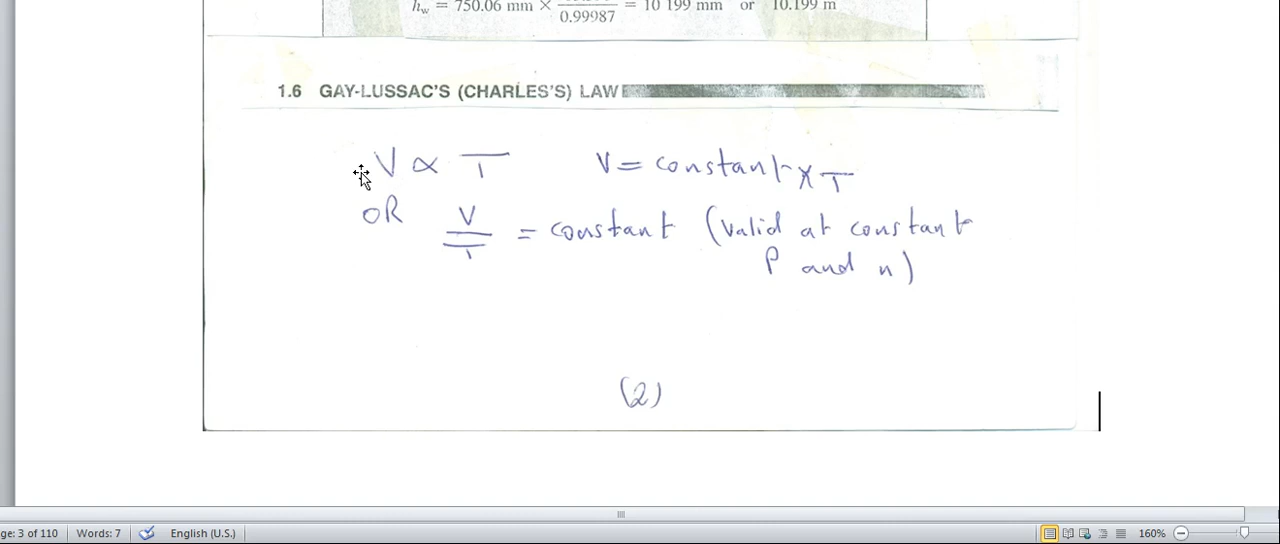 h_w = 750.06 mm × / 0.99987 = 10 199 mm or 10.199 m
1.6 GAY-LUSSAC'S (CHARLES'S) LAW
V ∝ T V = constant × T
OR V/T = constant (valid at constant
P and n)
(2)
ge: 3 of 110 Words: 7 English (U.S.) 160%